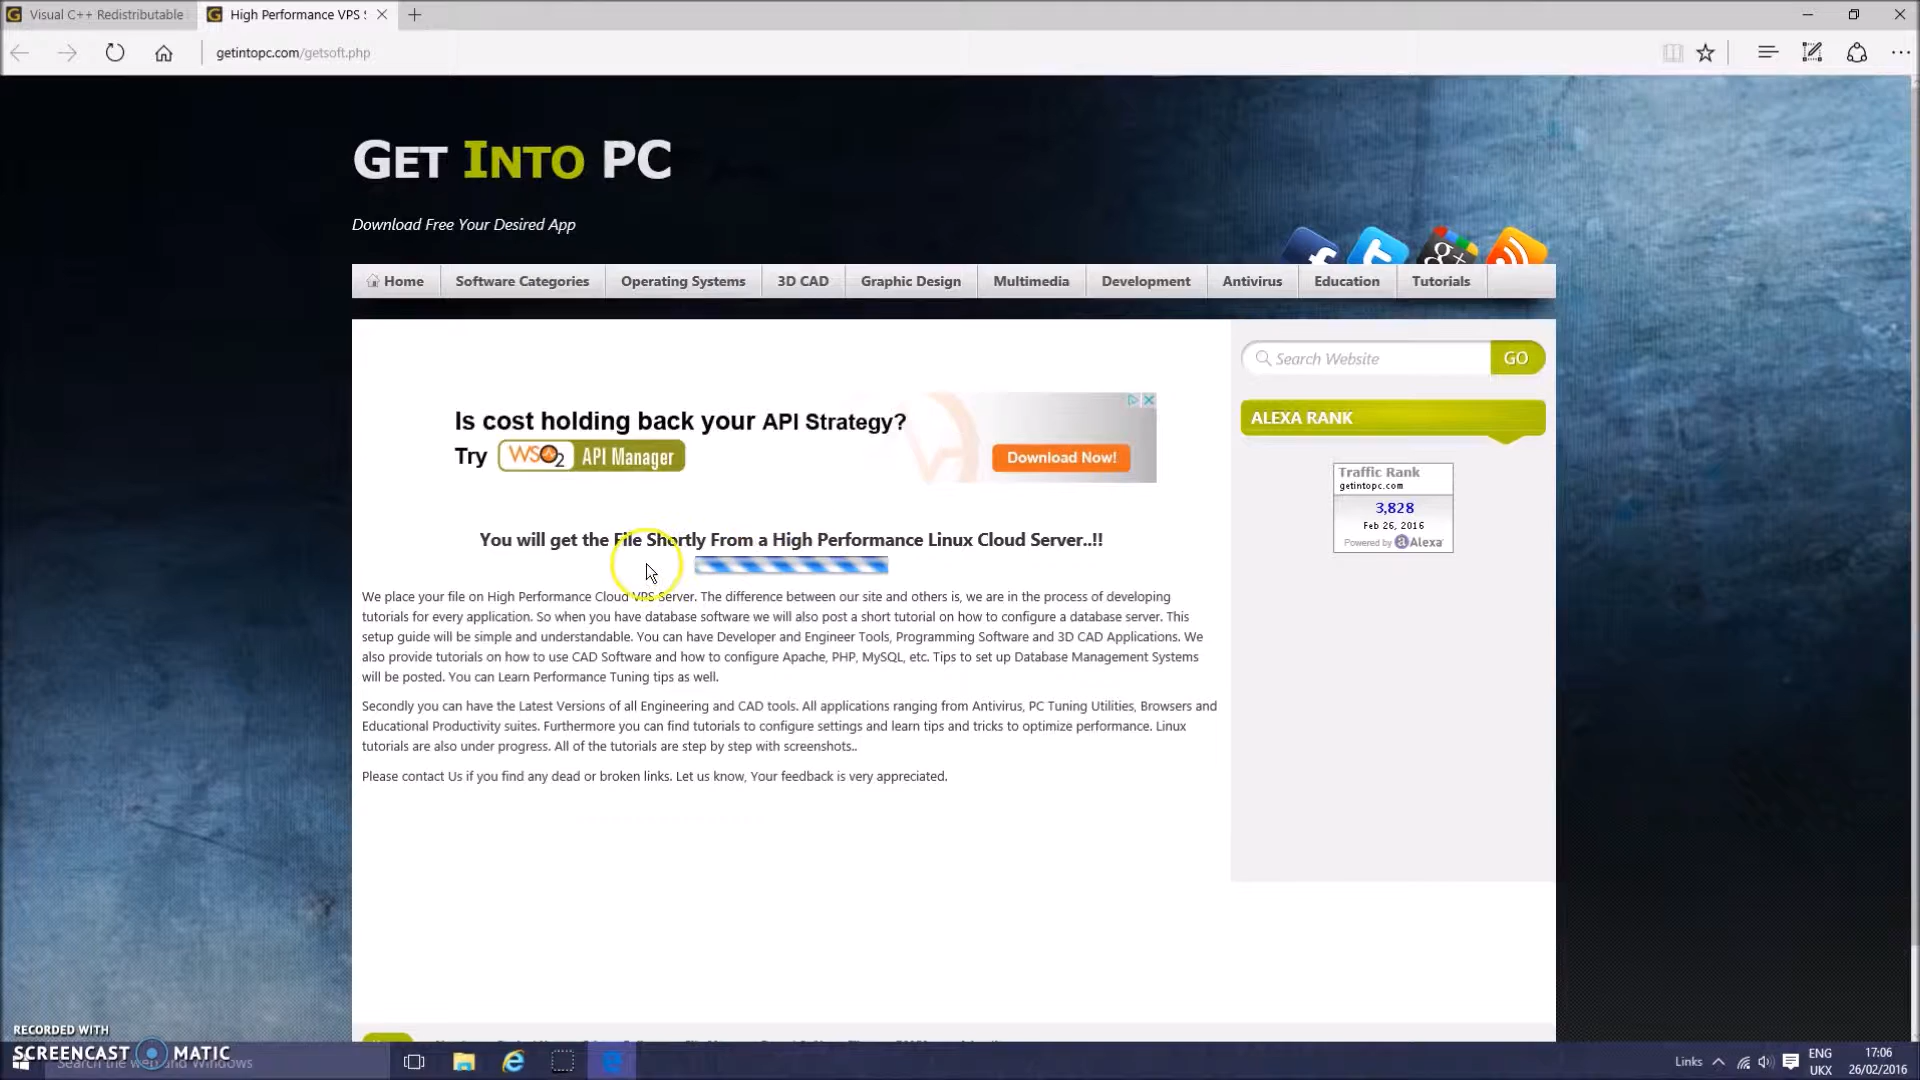 Visual C++ Redistributable
High Performance VPS S
getintopc.com/getsoft.php
GET INTO PC
Download Free Your Desired App
Home Software Categories Operating Systems 3D CAD Graphic Design Multimedia Development Antivirus Education Tutorials
Search Website GO
Is cost holding back your API Strategy?
Try WSO2 API Manager
Download Now!
ALEXA RANK
Traffic Rank
getintopc.com
3,828
Feb 26, 2016
Powered by Alexa
You will get the File Shortly From a High Performance Linux Cloud Server..!!
We place your file on High Performance Cloud VPS Server. The difference between our site and others is, we are in the process of developing
tutorials for every application. So when you have database software we will also post a short tutorial on how to configure a database server. This
setup guide will be simple and understandable. You can have Developer and Engineer Tools, Programming Software and 3D CAD Applications. We
also provide tutorials on how to use CAD Software and how to configure Apache, PHP, MySQL, etc. Tips to set up Database Management Systems
will be posted. You can Learn Performance Tuning tips as well.
Secondly you can have the Latest Versions of all Engineering and CAD tools. All applications ranging from Antivirus, PC Tuning Utilities, Browsers and
Educational Productivity suites. Furthermore you can find tutorials to configure settings and learn tips and tricks to optimize performance. Linux
tutorials are also under progress. All of the tutorials are step by step with screenshots..
Please contact Us if you find any dead or broken links. Let us know, Your feedback is very appreciated.
RECORDED WITH
SCREENCAST MATIC
Search the web and Windows
Links
ENG
UKX
17:06
26/02/2016